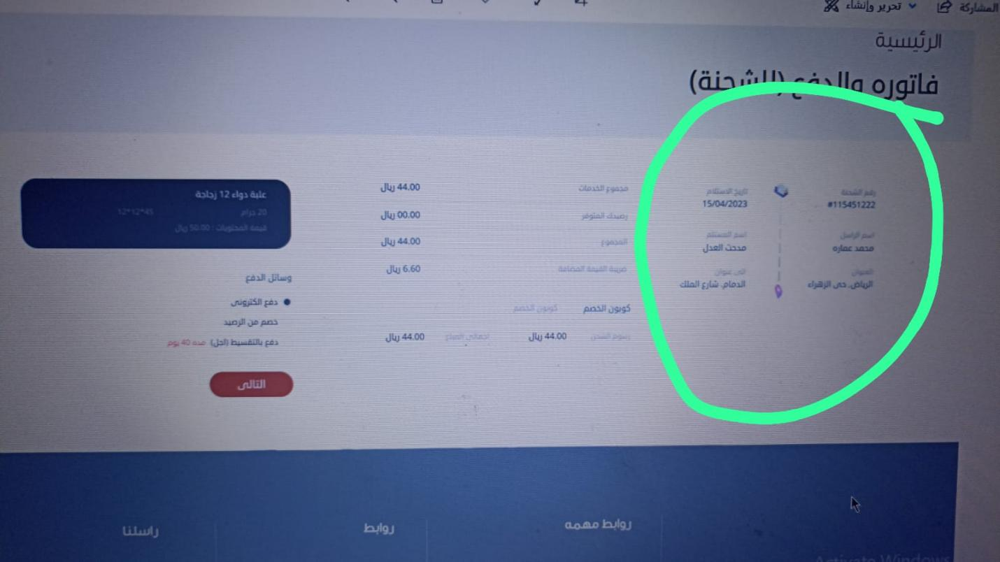 المشاركة
تحرير وإنشاء
الرئيسية
فاتوره والدفع (للشحنة)
رقم الشحنة
#115451222
تاريخ الاستلام
15/04/2023
اسم الراسل
محمد عماره
اسم المستلم
مدحت العدل
العنوان
الرياض، حى الزهراء
الى عنوان
الدمام، شارع الملك
مجموع الخدمات
44.00 ريال
رصيدك المتوفر
00.00 ريال
المجموع
44.00 ريال
ضريبة القيمة المضافة
6.60 ريال
كوبون الخصم
كوبون الخصم
رسوم الشحن
44.00 ريال
اجمالى المبلغ
44.00 ريال
علبة دواء 12 زجاجة
20 جرام
12*12*45
قيمة المحتويات : 50.00 ريال
وسائل الدفع
دفع الكترونى
خصم من الرصيد
دفع بالتقسيط (اجل) مده 40 يوم
التالى
روابط مهمه
روابط
راسلنا
Activate Windows